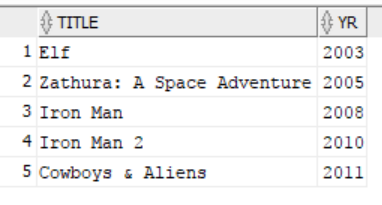 TITLE YR
1 Elf 2003
2 Zathura: A Space Adventure 2005
3 Iron Man 2008
4 Iron Man 2 2010
5 Cowboys & Aliens 2011